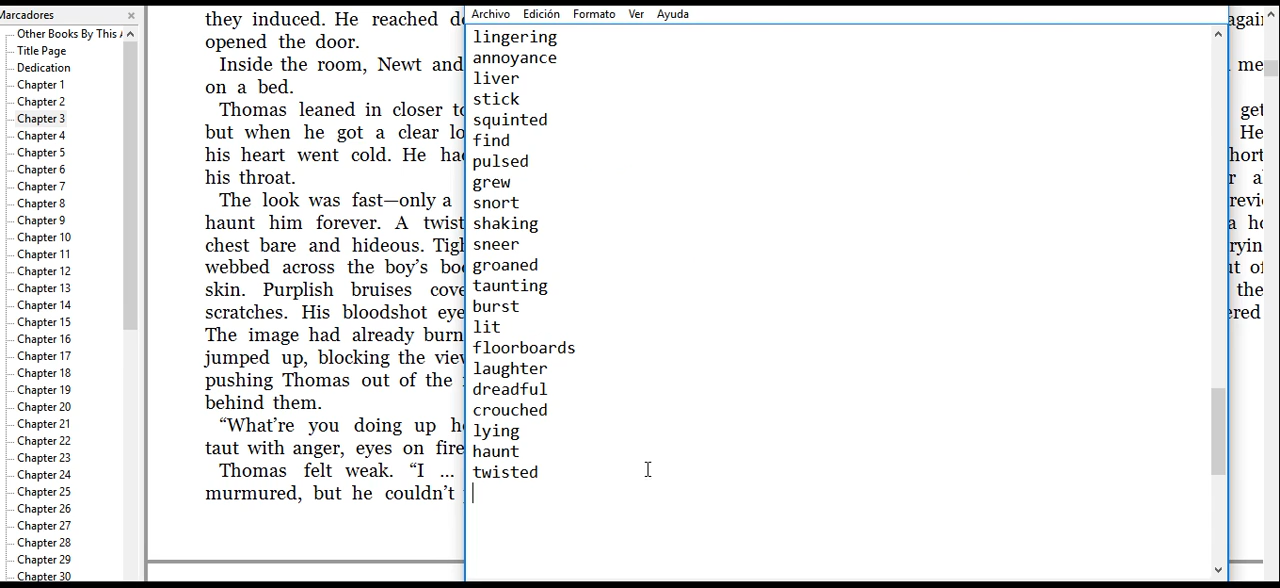 Marcadores
Other Books By This A
Title Page
Dedication
Chapter 1
Chapter 2
Chapter 3
Chapter 4
Chapter 5
Chapter 6
Chapter 7
Chapter 8
Chapter 9
Chapter 10
Chapter 11
Chapter 12
Chapter 13
Chapter 14
Chapter 15
Chapter 16
Chapter 17
Chapter 18
Chapter 19
Chapter 20
Chapter 21
Chapter 22
Chapter 23
Chapter 24
Chapter 25
Chapter 26
Chapter 27
Chapter 28
Chapter 29
Chapter 30
they induced. He reached
opened the door.
Inside the room, Newt and
on a bed.
Thomas leaned in closer to
but when he got a clear
his heart went cold. He
his throat.
The look was fast—only a
haunt him forever. A
chest bare and hideous.
webbed across the boy’s
skin. Purplish bruises
scratches. His bloodshot
The image had already
jumped up, blocking the
pushing Thomas out of the
behind them.
“What’re you doing up
taut with anger, eyes on fire
Thomas felt weak. “I ...
murmured, but he couldn’t
Archivo Edición Formato Ver Ayuda
lingering
annoyance
liver
stick
squinted
find
pulsed
grew
snort
shaking
sneer
groaned
taunting
burst
lit
floorboards
laughter
dreadful
crouched
lying
haunt
twisted
me
get
He
of
the